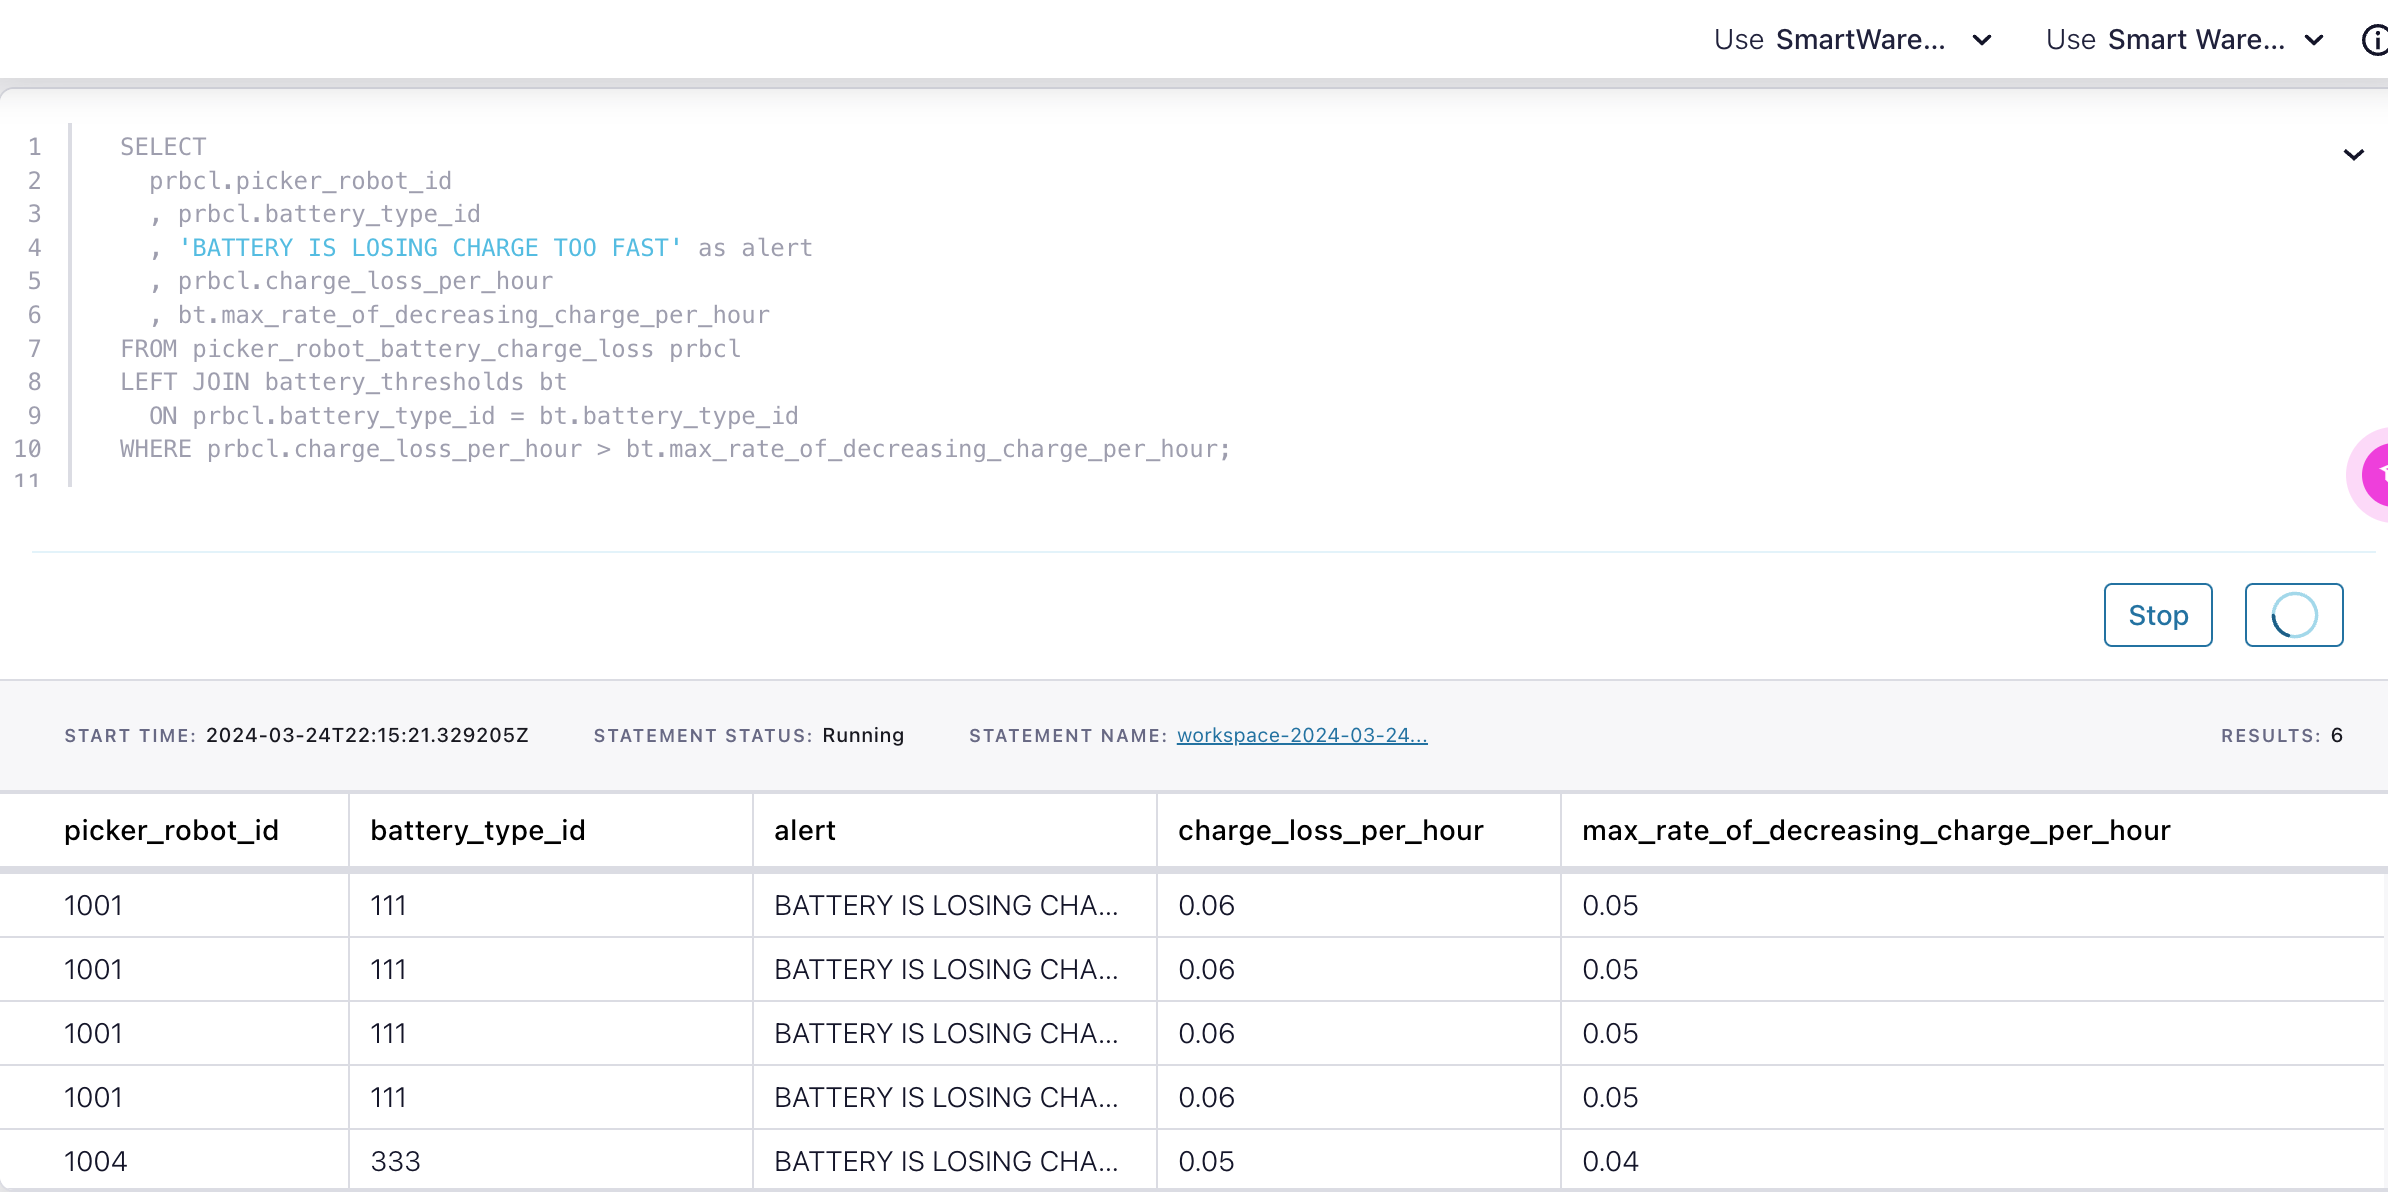 Use SmartWare... Use Smart Ware...
1 SELECT
2 prbcl.picker_robot_id
3 , prbcl.battery_type_id
4 , 'BATTERY IS LOSING CHARGE TOO FAST' as alert
5 , prbcl.charge_loss_per_hour
6 , bt.max_rate_of_decreasing_charge_per_hour
7 FROM picker_robot_battery_charge_loss prbcl
8 LEFT JOIN battery_thresholds bt
9 ON prbcl.battery_type_id = bt.battery_type_id
10 WHERE prbcl.charge_loss_per_hour > bt.max_rate_of_decreasing_charge_per_hour;
11
Stop
START TIME: 2024-03-24T22:15:21.329205Z STATEMENT STATUS: Running STATEMENT NAME: workspace-2024-03-24... RESULTS: 6
picker_robot_id battery_type_id alert charge_loss_per_hour max_rate_of_decreasing_charge_per_hour
1001 111 BATTERY IS LOSING CHA... 0.06 0.05
1001 111 BATTERY IS LOSING CHA... 0.06 0.05
1001 111 BATTERY IS LOSING CHA... 0.06 0.05
1001 111 BATTERY IS LOSING CHA... 0.06 0.05
1004 333 BATTERY IS LOSING CHA... 0.05 0.04